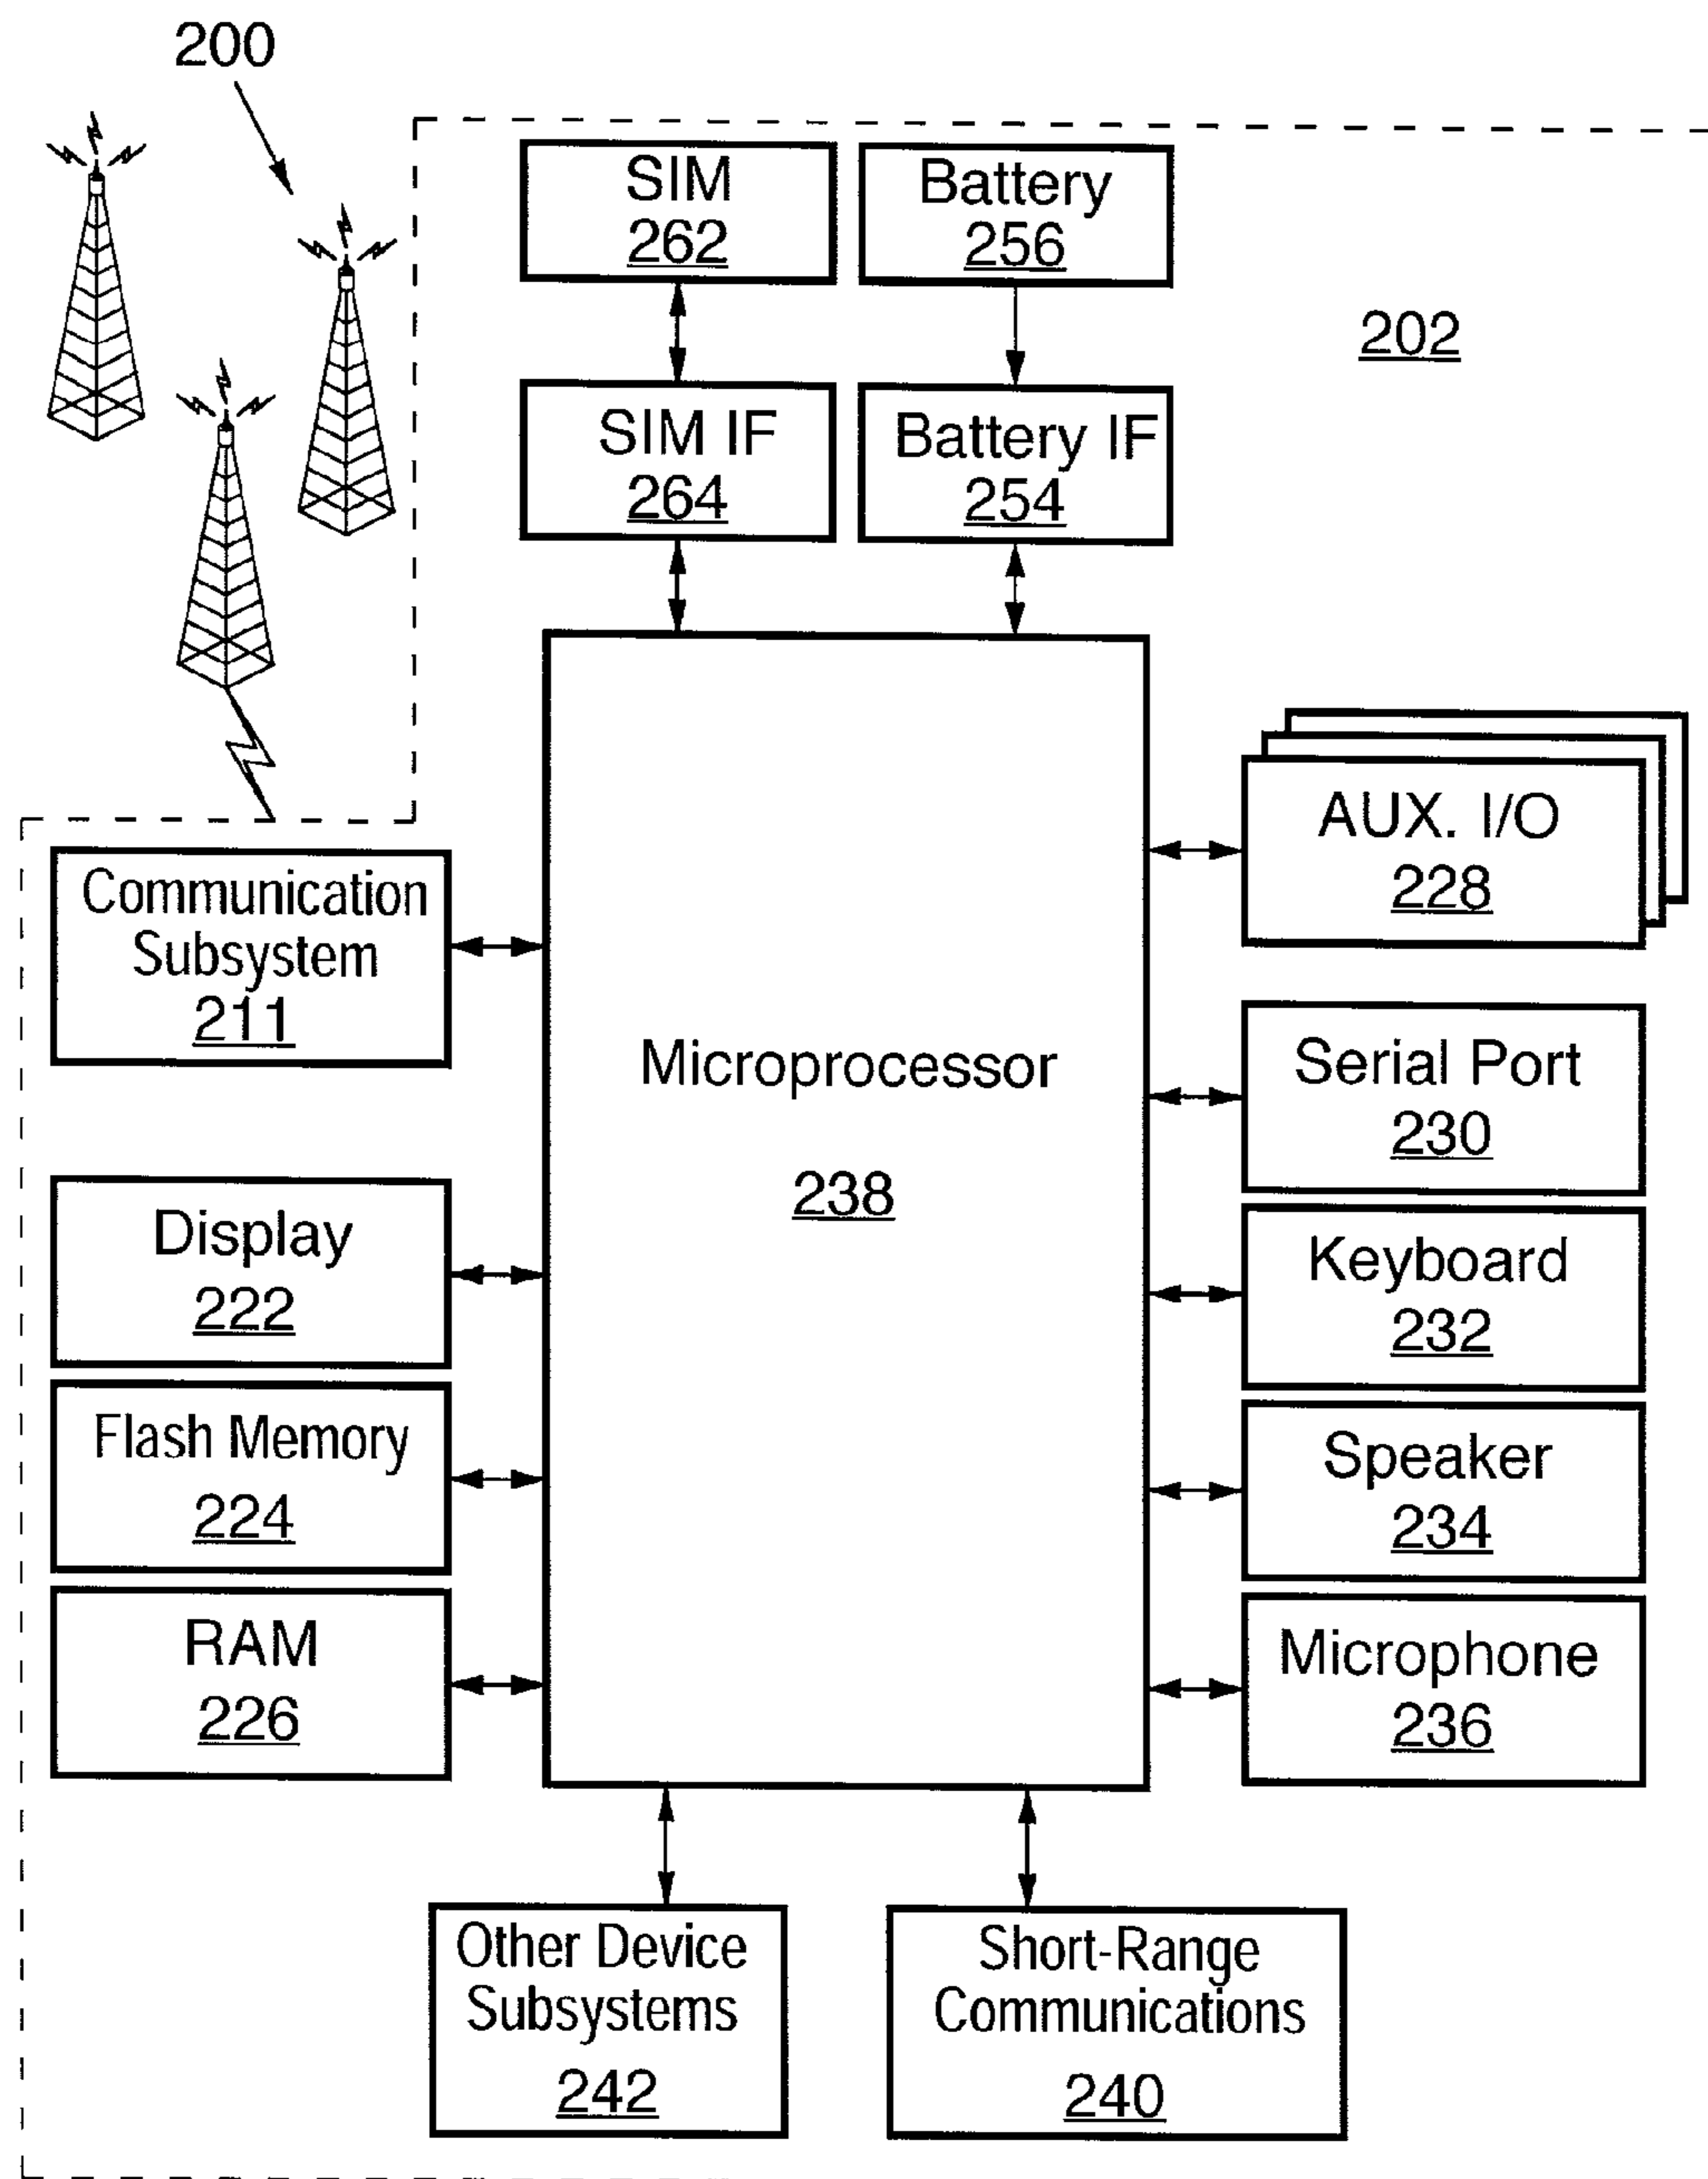 200
SIM
262
Battery
256
202
SIM IF
264
Battery IF
254
AUX. I/O
228
Communication
Subsystem
211
Microprocessor
238
Serial Port
230
Display
222
Keyboard
232
Flash Memory
224
Speaker
234
RAM
226
Microphone
236
Other Device
Subsystems
242
Short-Range
Communications
240